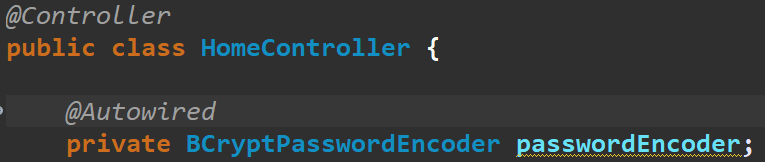 @Controller
public class HomeController {
@Autowired
private BCryptPasswordEncoder passwordEncoder;